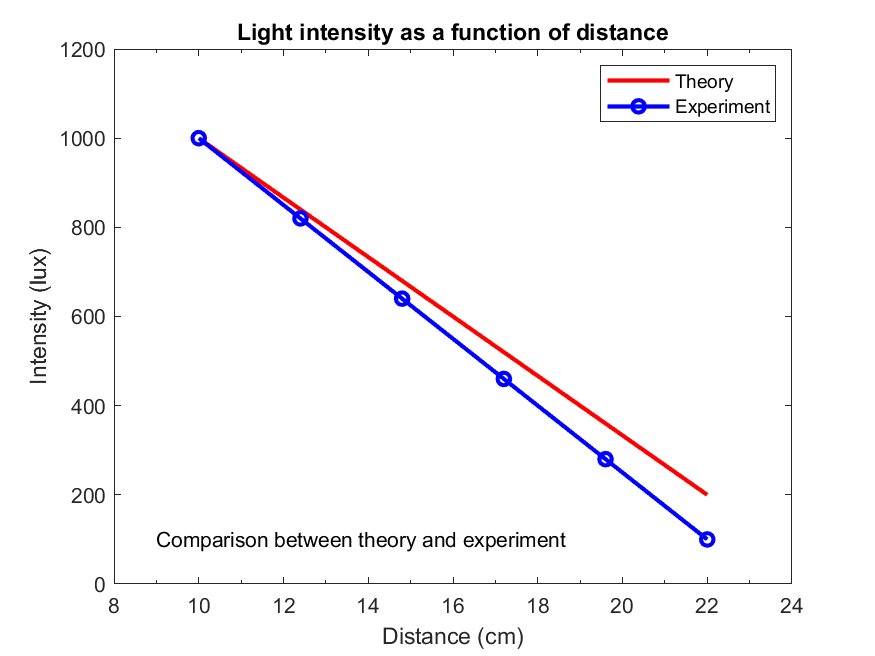 Light intensity as a function of distance
1200
1000
800
600
400
200
0
Intensity (lux)
Theory
Experiment
Comparison between theory and experiment
8 10 12 14 16 18 20 22 24
Distance (cm)